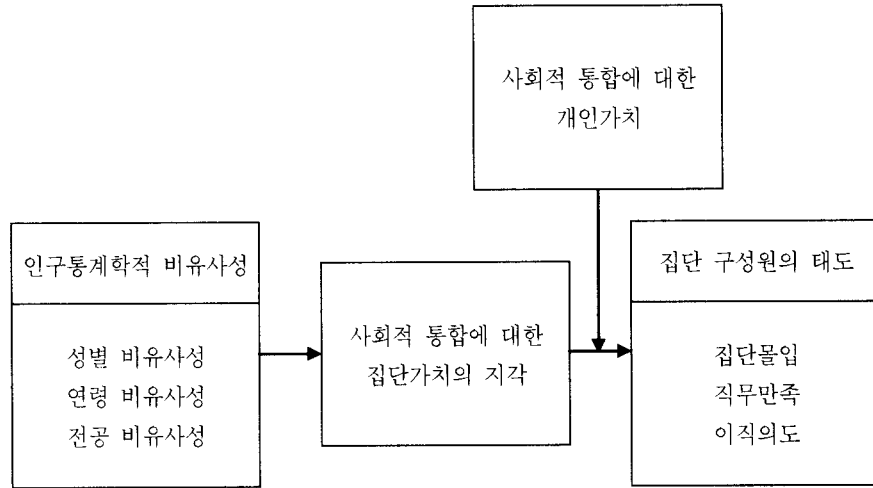 사회적 통합에 대한
개인가치
인구통계학적 비유사성
성별 비유사성
연령 비유사성
전공 비유사성
사회적 통합에 대한
집단가치의 지각
집단 구성원의 태도
집단몰입
직무만족
이직의도